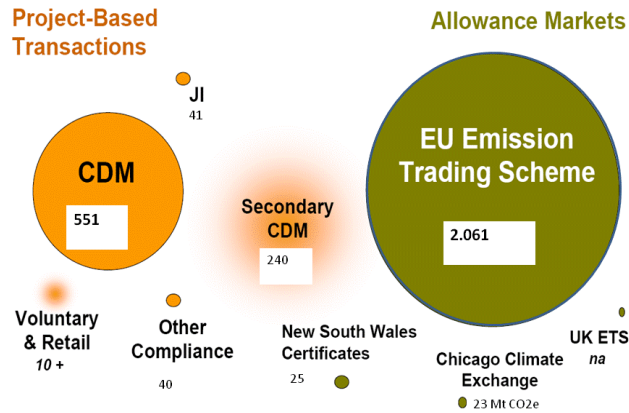 Project-Based
Transactions
Allowance Markets
JI
41
CDM
551
EU Emission
Trading Scheme
2.061
Secondary
CDM
240
Voluntary
& Retail
10 +
Other
Compliance
40
New South Wales
Certificates
25
Chicago Climate
Exchange
23 Mt CO2e
UK ETS
na